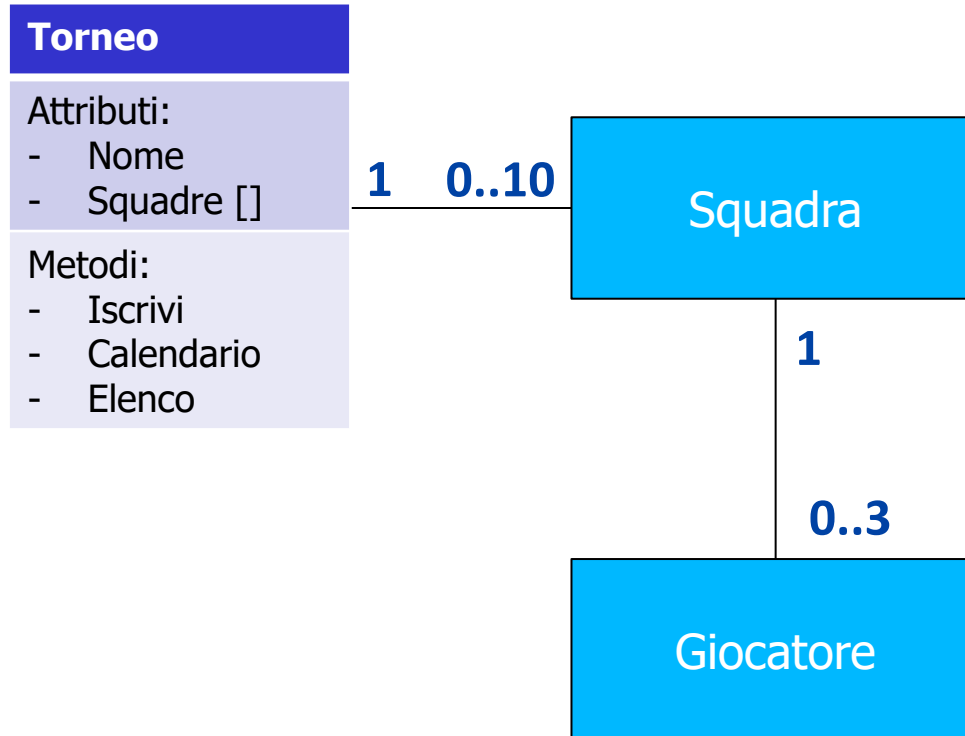 Torneo
Attributi:
- Nome
- Squadre []
Metodi:
- Iscrivi
- Calendario
- Elenco
1 0..10
Squadra
1
0..3
Giocatore